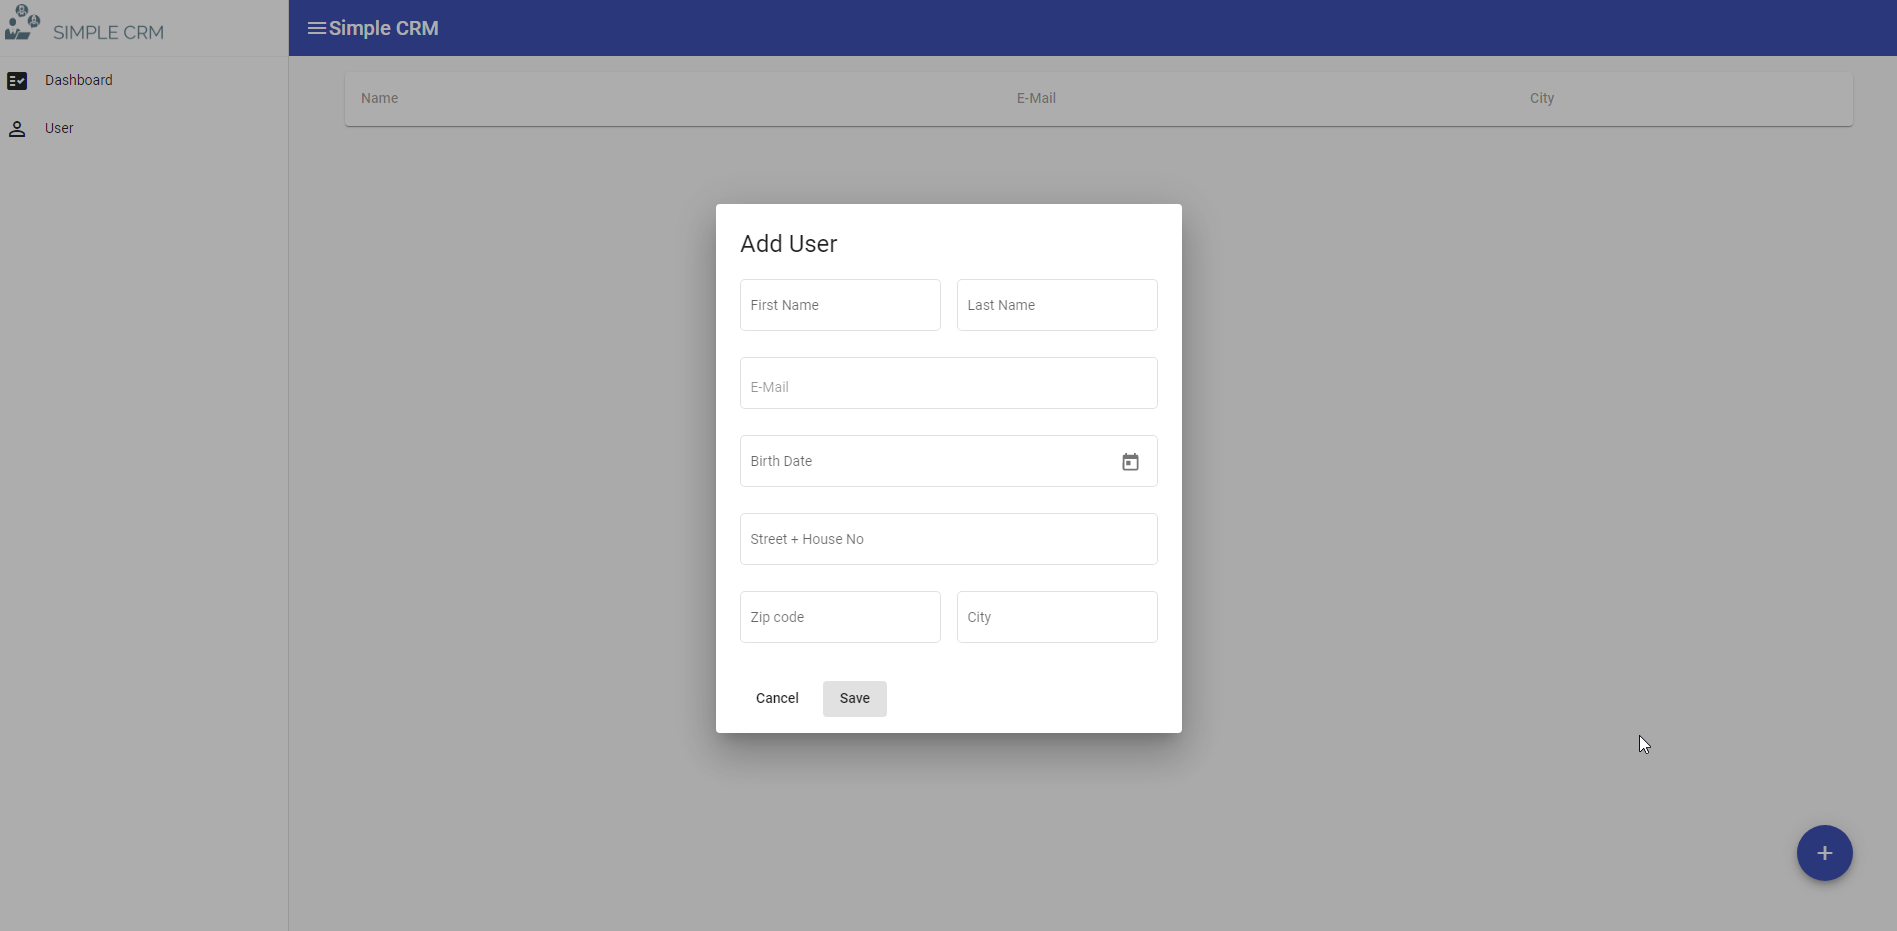 SIMPLE CRM
Simple CRM
Dashboard
User
Name E-Mail City
Add User
First Name Last Name
E-Mail
Birth Date
Street + House No
Zip code City
Cancel Save
+